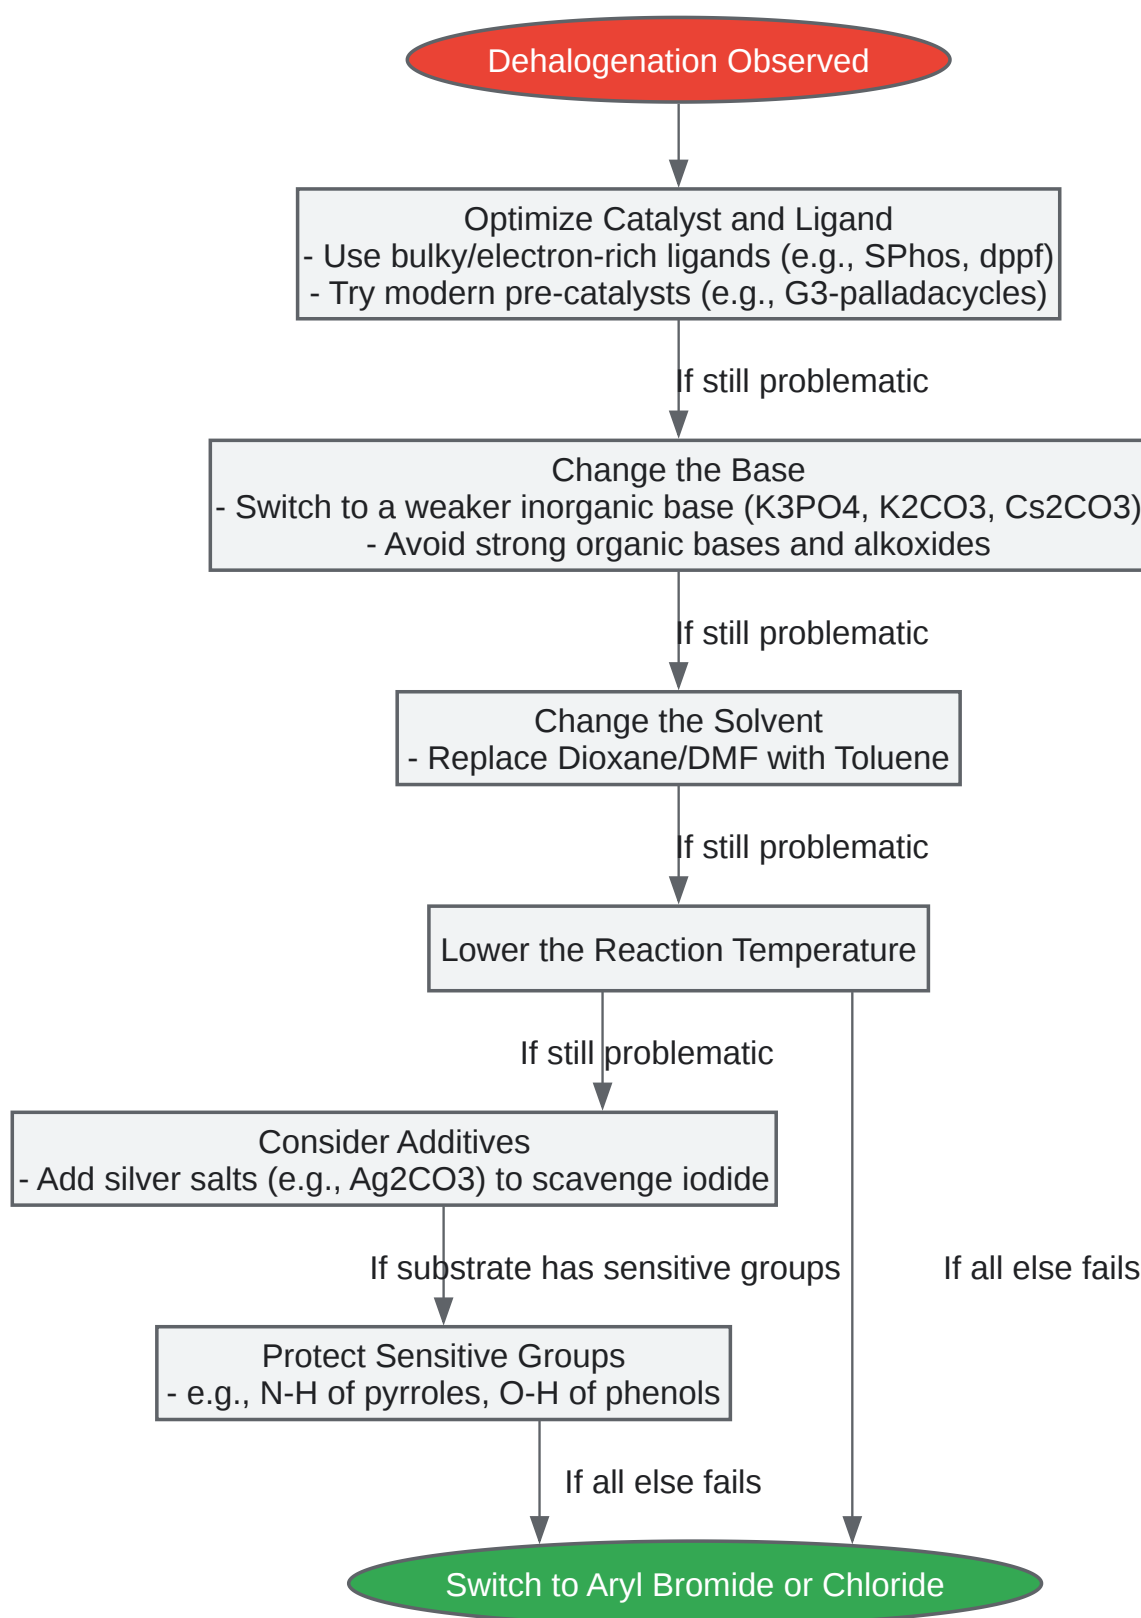 Dehalogenation Observed
Optimize Catalyst and Ligand
- Use bulky/electron-rich ligands (e.g., SPhos, dppf)
- Try modern pre-catalysts (e.g., G3-palladacycles)
If still problematic
Change the Base
- Switch to a weaker inorganic base (K3PO4, K2CO3, Cs2CO3)
- Avoid strong organic bases and alkoxides
If still problematic
Change the Solvent
- Replace Dioxane/DMF with Toluene
If still problematic
Lower the Reaction Temperature
If still problematic
Consider Additives
- Add silver salts (e.g., Ag2CO3) to scavenge iodide
If substrate has sensitive groups
If all else fails
Protect Sensitive Groups
- e.g., N-H of pyrroles, O-H of phenols
If all else fails
Switch to Aryl Bromide or Chloride